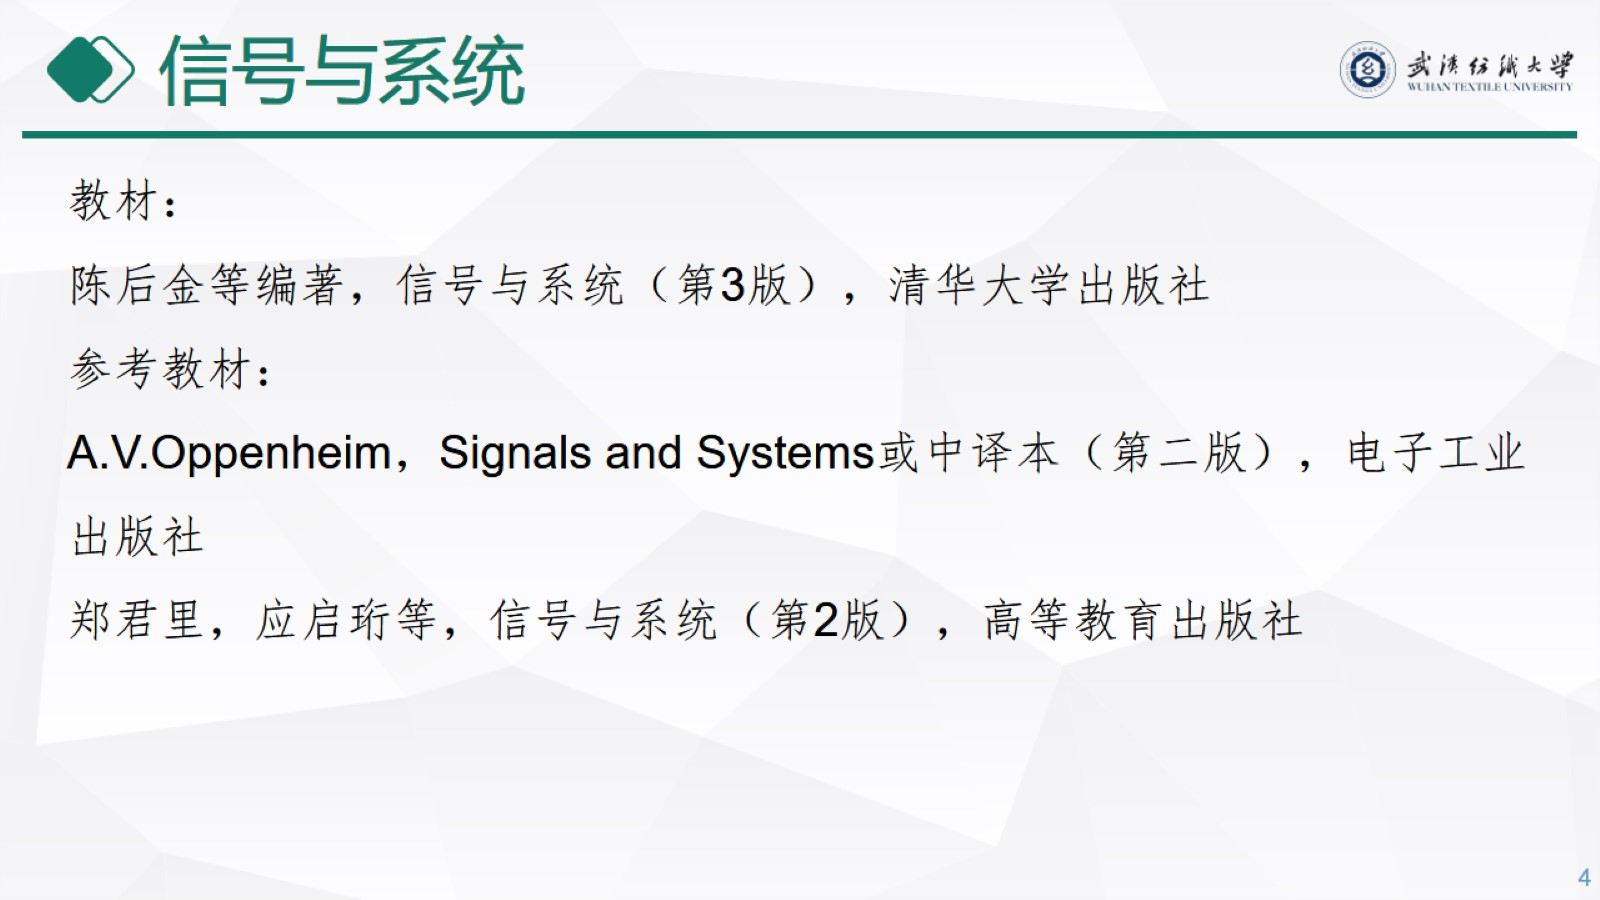 信号与系统
武汉纺织大学
WUHAN TEXTILE UNIVERSITY
教材：
陈后金等编著，信号与系统（第3版），清华大学出版社
参考教材：
A.V.Oppenheim，Signals and Systems或中译本（第二版），电子工业
出版社
郑君里，应启珩等，信号与系统（第2版），高等教育出版社
4